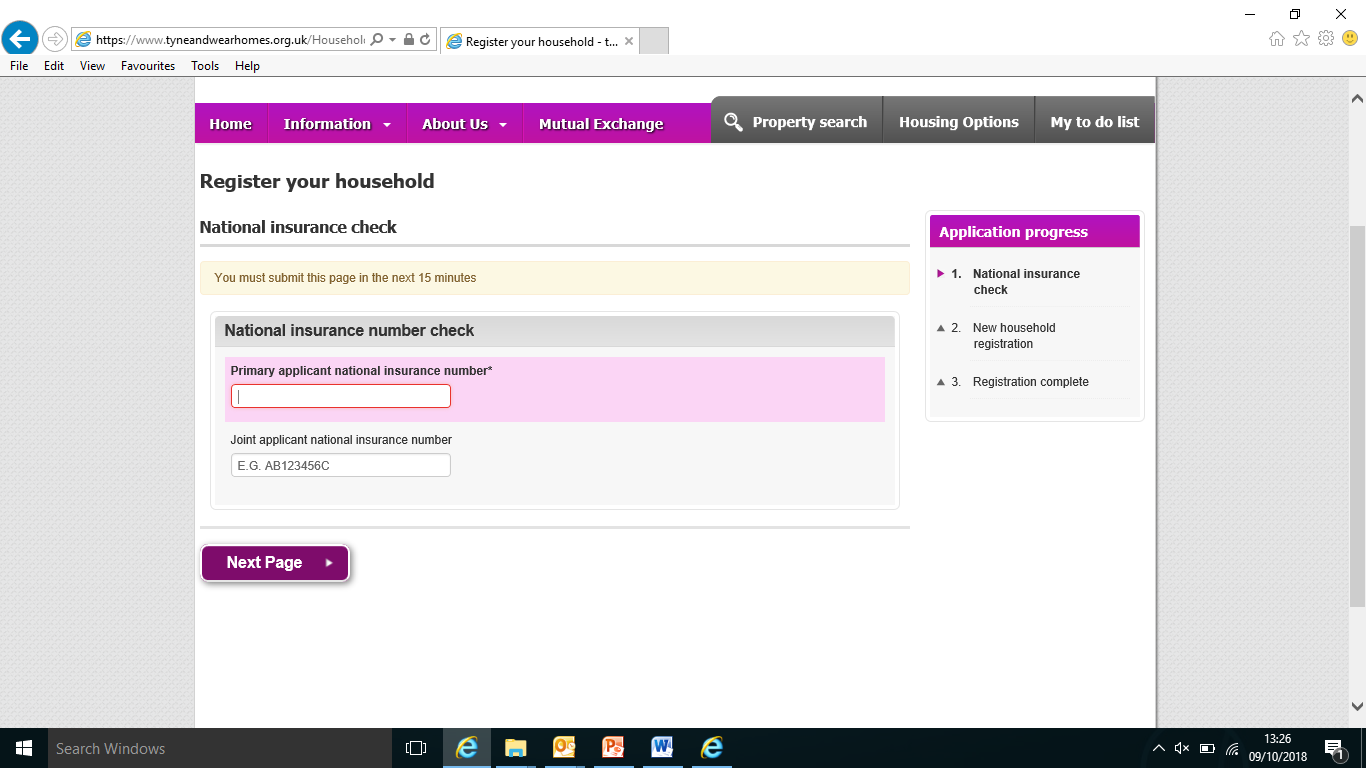 https://www.tyneandwearhomes.org.uk/Househol
Register your household - t...
File Edit View Favourites Tools Help
Home Information About Us Mutual Exchange Property search Housing Options My to do list
Register your household
National insurance check
You must submit this page in the next 15 minutes
National insurance number check
Primary applicant national insurance number*
Joint applicant national insurance number
E.G. AB123456C
Next Page
Application progress
1. National insurance
check
2. New household
registration
3. Registration complete
Search Windows
13:26
09/10/2018
1